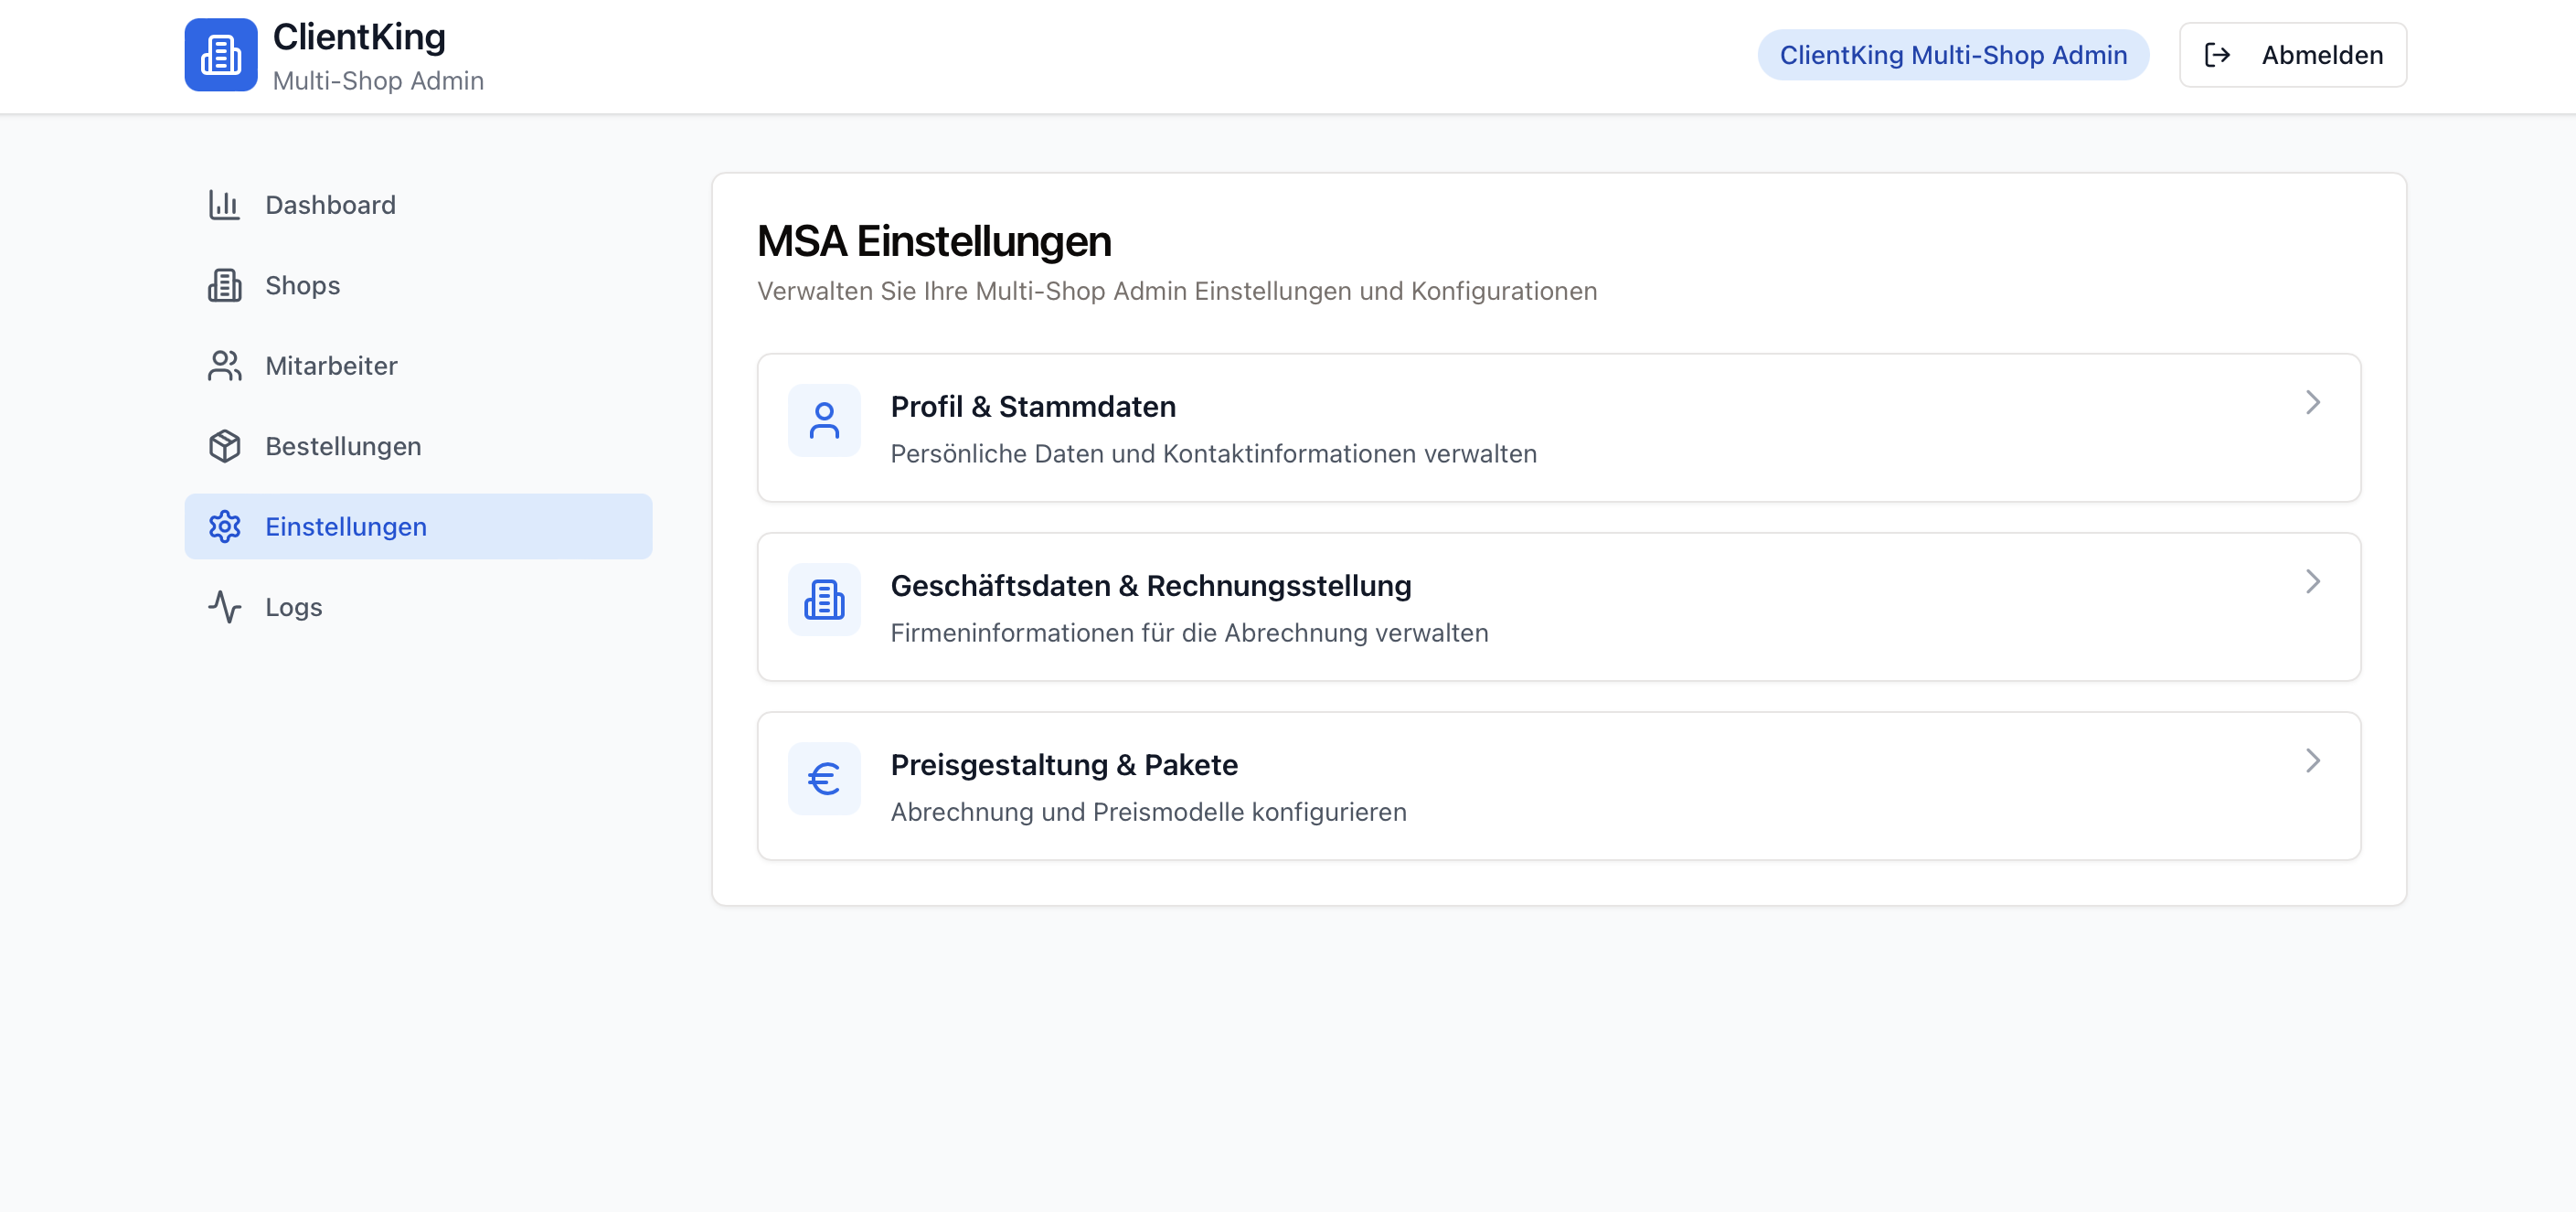 ClientKing
Multi-Shop Admin
ClientKing Multi-Shop Admin
Abmelden
Dashboard
Shops
Mitarbeiter
Bestellungen
Einstellungen
Logs
MSA Einstellungen
Verwalten Sie Ihre Multi-Shop Admin Einstellungen und Konfigurationen
Profil & Stammdaten
Persönliche Daten und Kontaktinformationen verwalten
Geschäftsdaten & Rechnungsstellung
Firmeninformationen für die Abrechnung verwalten
Preisgestaltung & Pakete
Abrechnung und Preismodelle konfigurieren